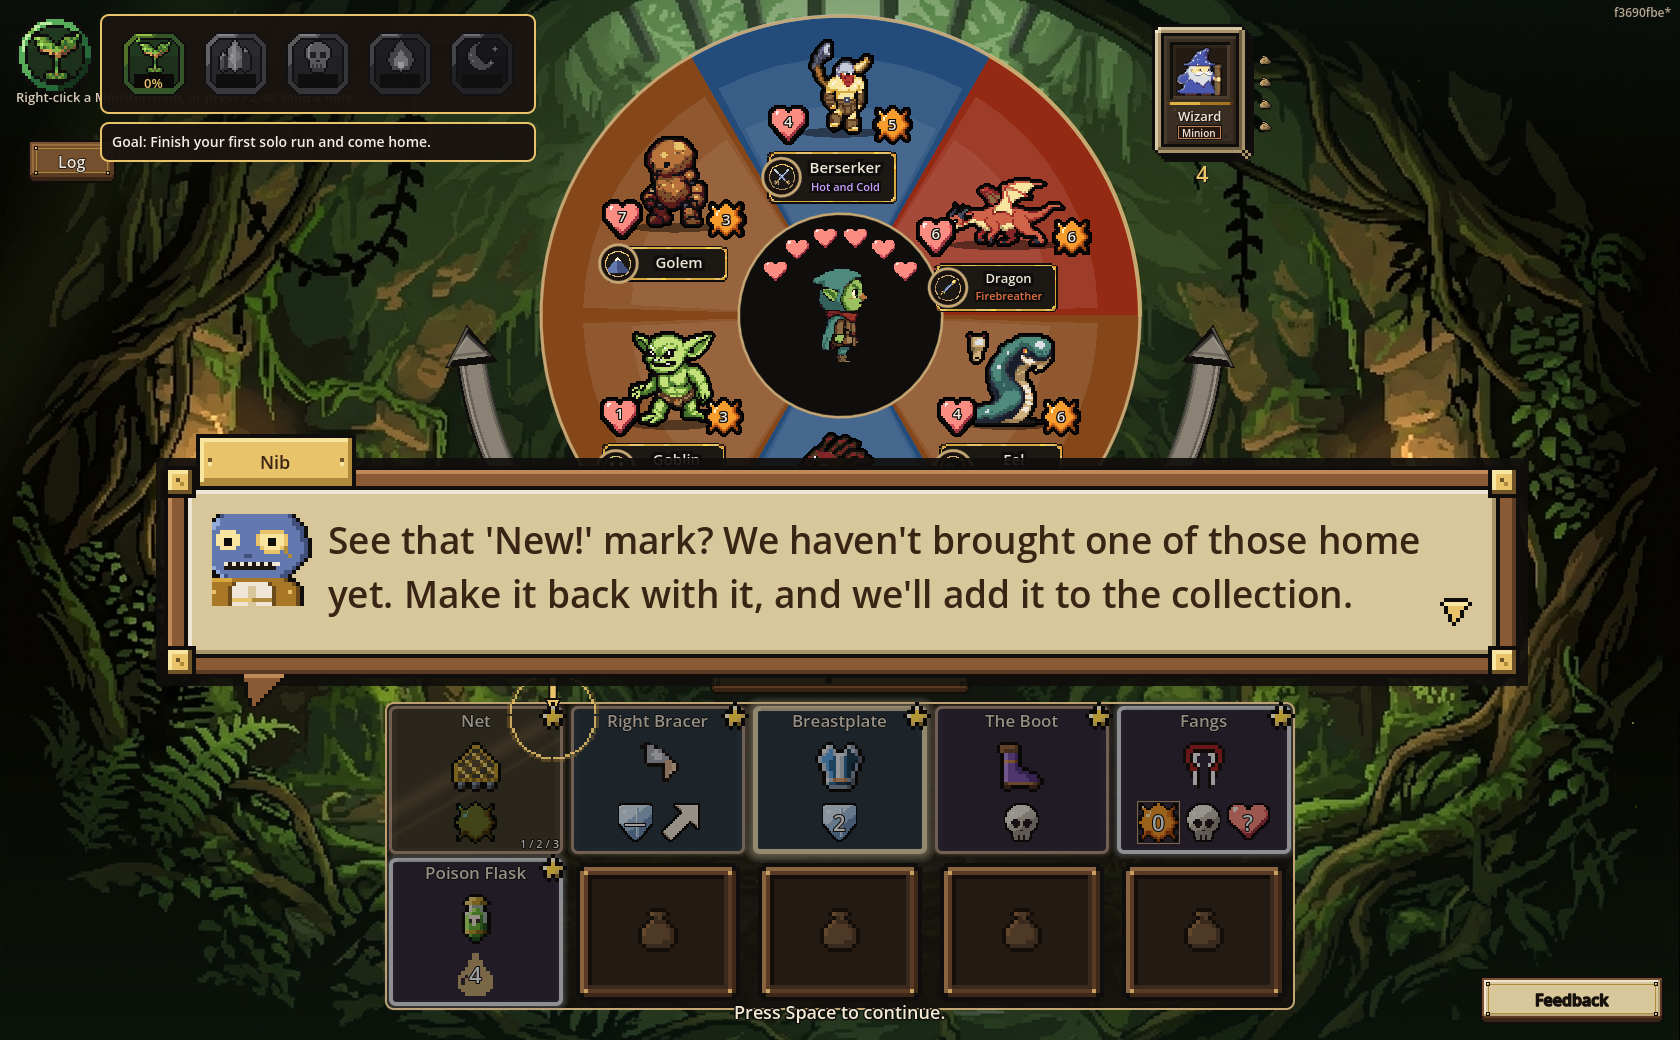 f3690fbe*
0%
Right-click a
Goal: Finish your first solo run and come home.
Log
Wizard
Minion
4
4
5
Berserker
Hot and Cold
7
3
Golem
6
6
Dragon
Firebreather
1
3
Goblin
4
6
Eel
Nib
See that 'New!' mark? We haven't brought one of those home
yet. Make it back with it, and we'll add it to the collection.
Net
Right Bracer
Breastplate
The Boot
Fangs
1/2/3
2
0
?
Poison Flask
4
Press Space to continue.
Feedback